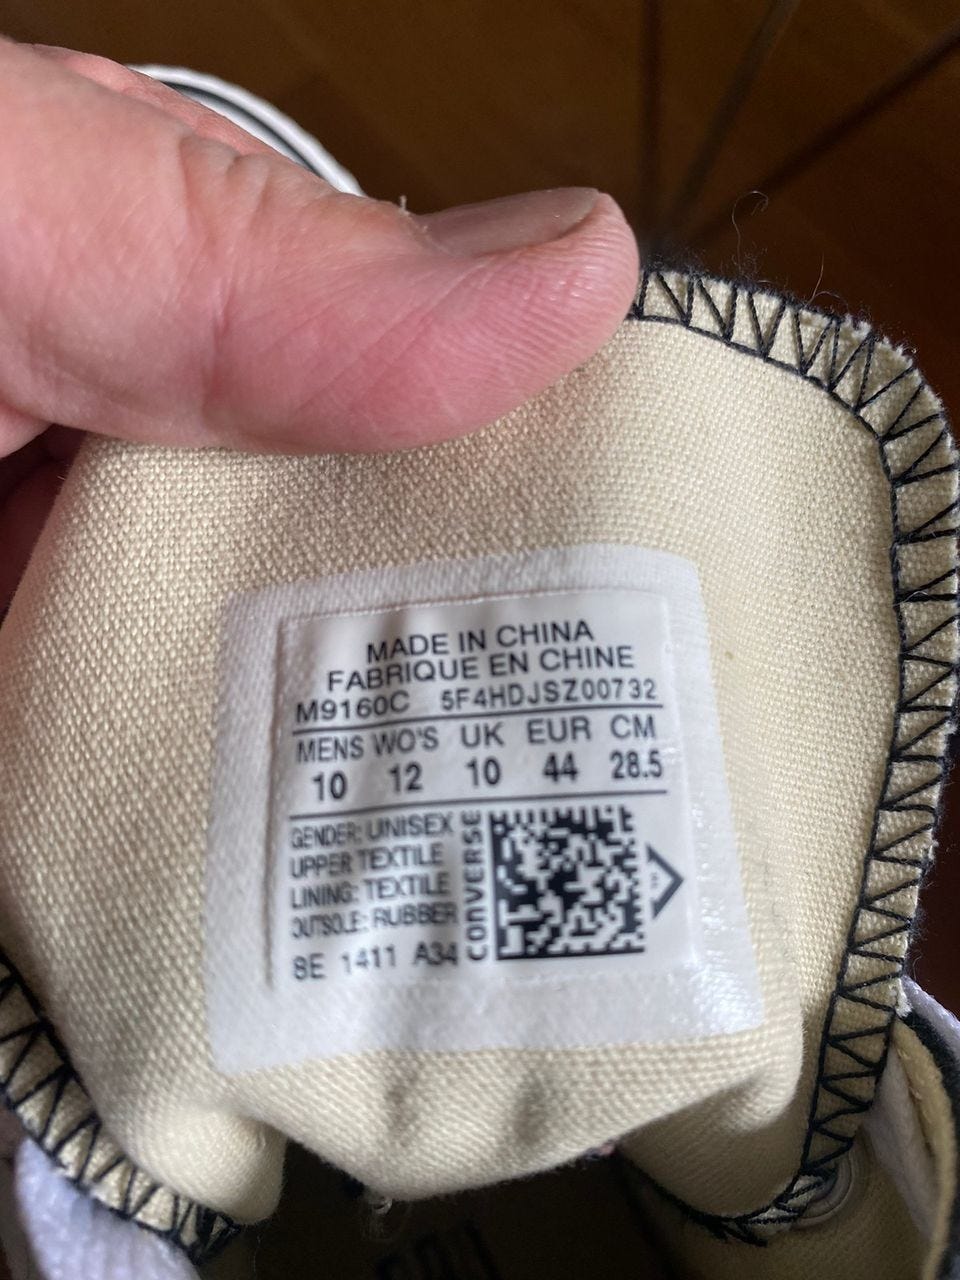 MADE IN CHINA
FABRIQUE EN CHINE
M9160C 5F4HDJSZ00732
MENS WO'S UK EUR CM
10 12 10 44 28.5
GENDER: UNISEX
UPPER TEXTILE
LINING: TEXTILE
OUTSOLE: RUBBER
8E 1411 A34
CONVERSE